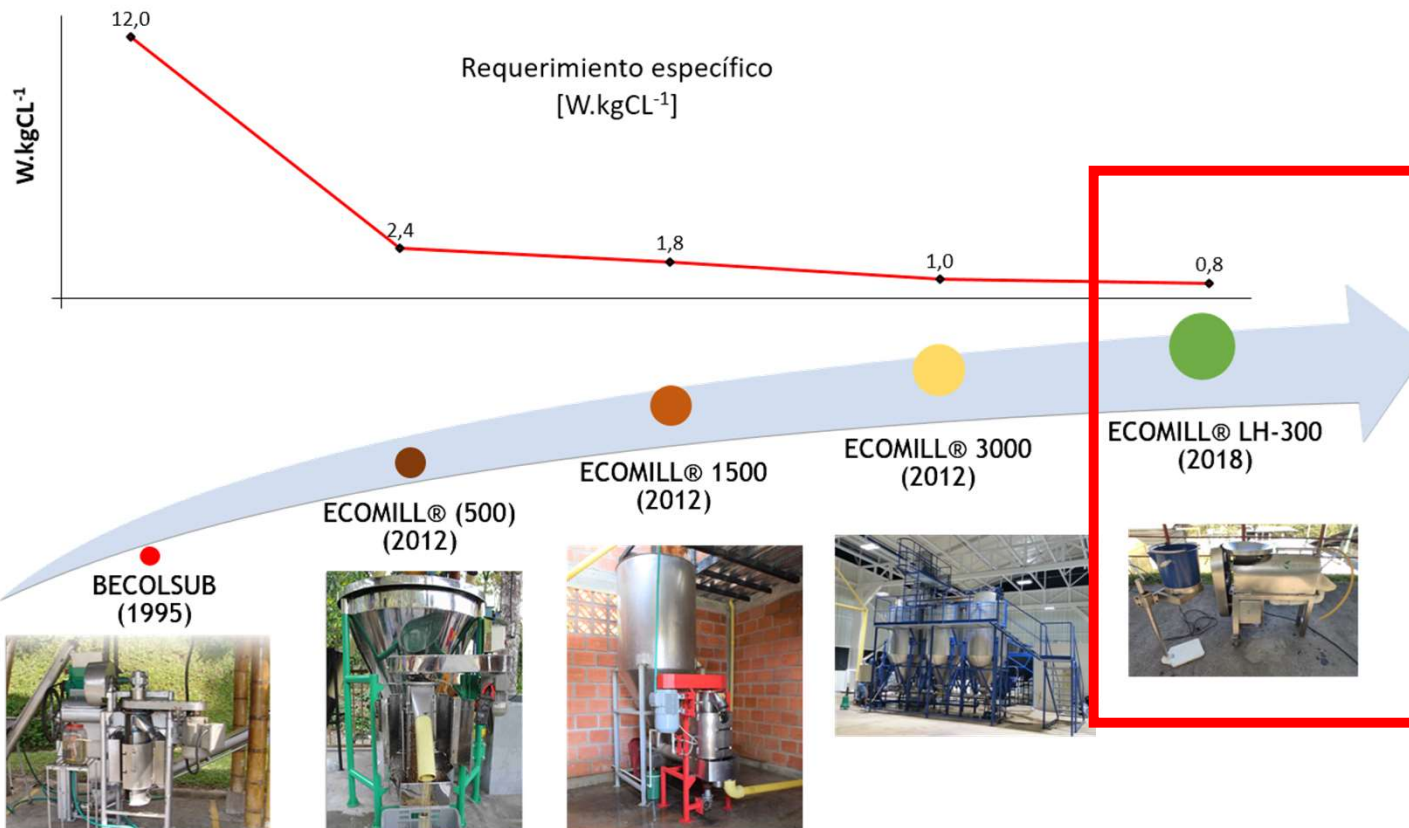 12,0
Requerimiento específico
[W.kgCL⁻¹]
W.kgCL⁻¹
2,4
1,8
1,0
0,8
ECOMILL® LH-300
(2018)
ECOMILL® 3000
(2012)
ECOMILL® 1500
(2012)
ECOMILL® (500)
(2012)
BECOLSUB
(1995)